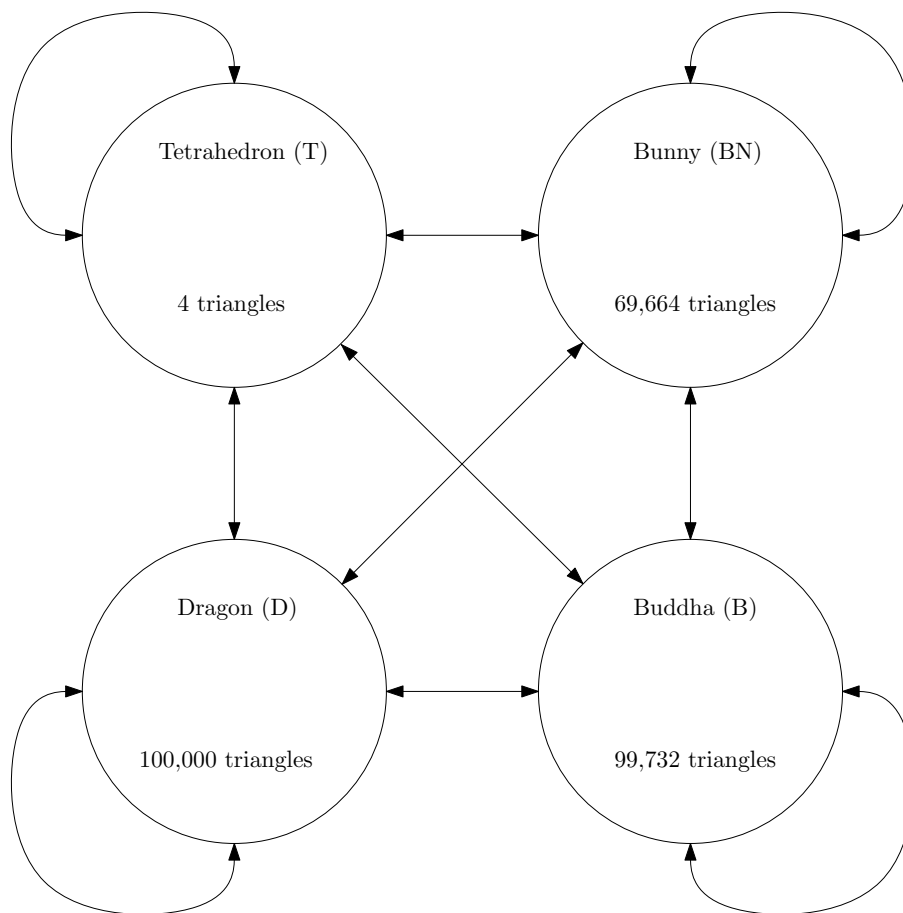 Tetrahedron (T)
4 triangles
Bunny (BN)
69,664 triangles
Dragon (D)
100,000 triangles
Buddha (B)
99,732 triangles